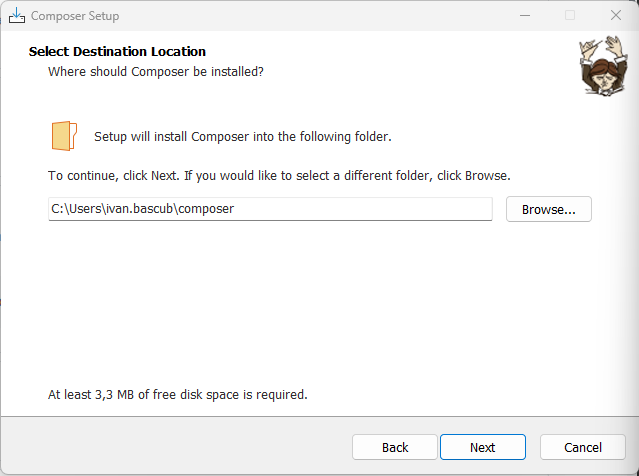 Composer Setup
Select Destination Location
Where should Composer be installed?
Setup will install Composer into the following folder.
To continue, click Next. If you would like to select a different folder, click Browse.
C:\Users\ivan.bascub\composer
Browse...
At least 3,3 MB of free disk space is required.
Back
Next
Cancel